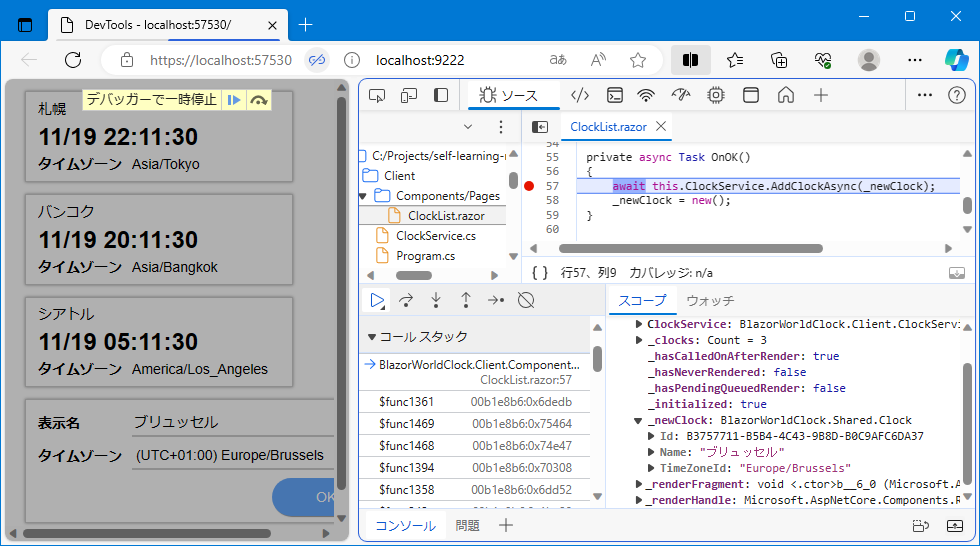 DevTools - localhost:57530/
https://localhost:57530
localhost:9222
あぁ
デバッガーで一時停止
札幌
11/19 22:11:30
タイムゾーン Asia/Tokyo
バンコク
11/19 20:11:30
タイムゾーン Asia/Bangkok
シアトル
11/19 05:11:30
タイムゾーン America/Los_Angeles
表示名 ブリュッセル
タイムゾーン (UTC+01:00) Europe/Brussels
OK
ソース
C:/Projects/self-learning-
Client
Components/Pages
ClockList.razor
ClockService.cs
Program.cs
ClockList.razor
54
55 private async Task OnOK()
56 {
57 await this.ClockService.AddClockAsync(_newClock);
58 _newClock = new();
59 }
60
{ } 行57、列9 カバレッジ: n/a
コール スタック
BlazorWorldClock.Client.Component...
ClockList.razor:57
$func1361 00b1e8b6:0x6dedb
$func1469 00b1e8b6:0x75464
$func1468 00b1e8b6:0x74e47
$func1394 00b1e8b6:0x70308
$func1358 00b1e8b6:0x6dd52
スコープ ウォッチ
ClockService: BlazorWorldClock.Client.ClockServi
_clocks: Count = 3
_hasCalledOnAfterRender: true
_hasNeverRendered: false
_hasPendingQueuedRender: false
_initialized: true
_newClock: BlazorWorldClock.Shared.Clock
Id: B3757711-B5B4-4C43-9B8D-B0C9AFC6DA37
Name: "ブリュッセル"
TimeZoneId: "Europe/Brussels"
_renderFragment: void <.ctor>b__6_0 (Microsoft.A
_renderHandle: Microsoft.AspNetCore.Components.R
コンソール 問題